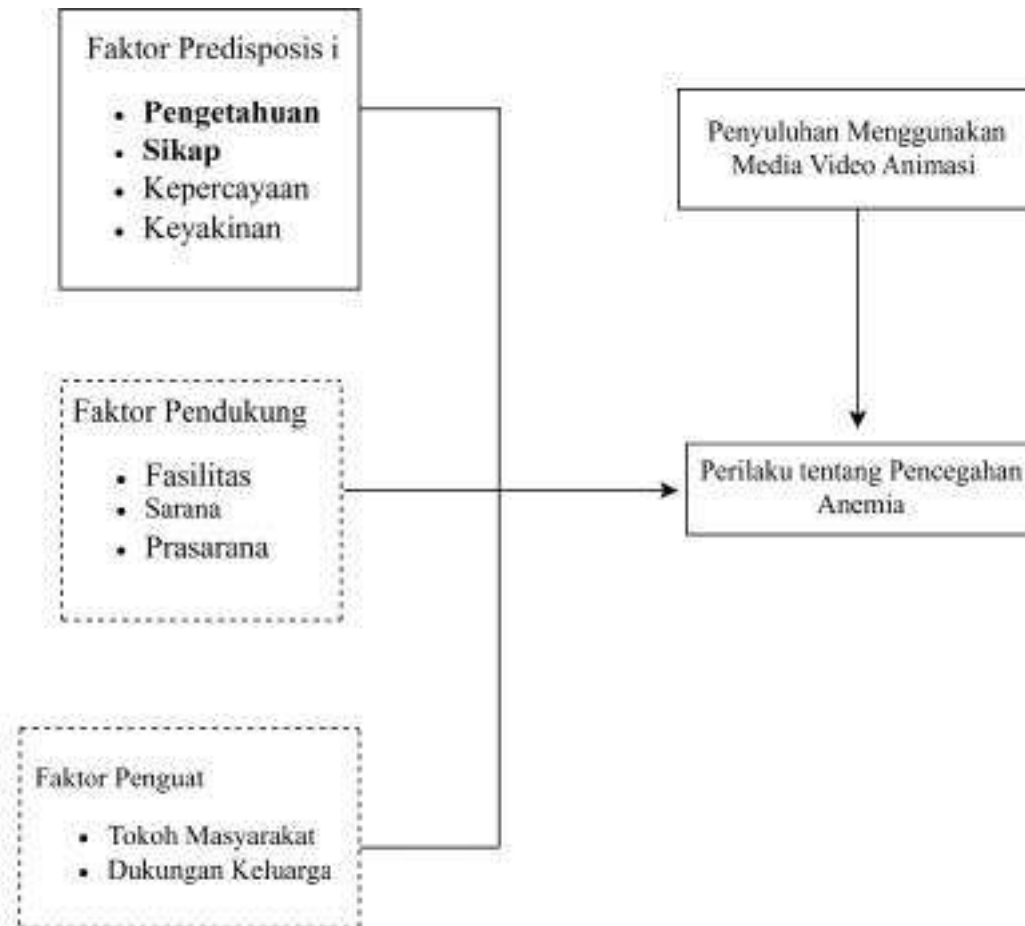 Faktor Predisposis i
• Pengetahuan
• Sikap
• Kepercayaan
• Keyakinan
Penyuluhan Menggunakan
Media Video Animasi
Faktor Pendukung
• Fasilitas
• Sarana
• Prasarana
Perilaku tentang Pencegahan
Anemia
Faktor Penguat
• Tokoh Masyarakat
• Dukungan Keluarga